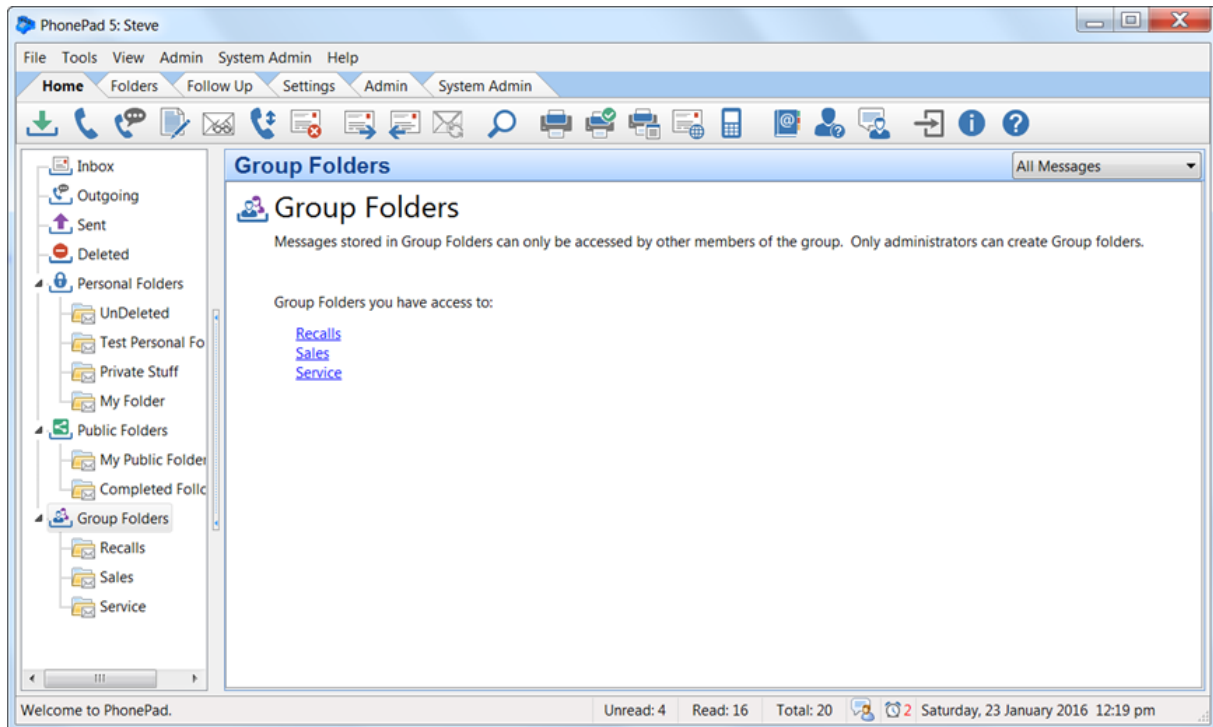 PhonePad 5: Steve
File Tools View Admin System Admin Help
Home Folders Follow Up Settings Admin System Admin
Inbox
Outgoing
Sent
Deleted
Personal Folders
UnDeleted
Test Personal Fo
Private Stuff
My Folder
Public Folders
My Public Folder
Completed Follo
Group Folders
Recalls
Sales
Service
Group Folders
All Messages
Group Folders
Messages stored in Group Folders can only be accessed by other members of the group. Only administrators can create Group folders.
Group Folders you have access to:
Recalls
Sales
Service
Welcome to PhonePad.
Unread: 4 Read: 16 Total: 20 2 Saturday, 23 January 2016 12:19 pm